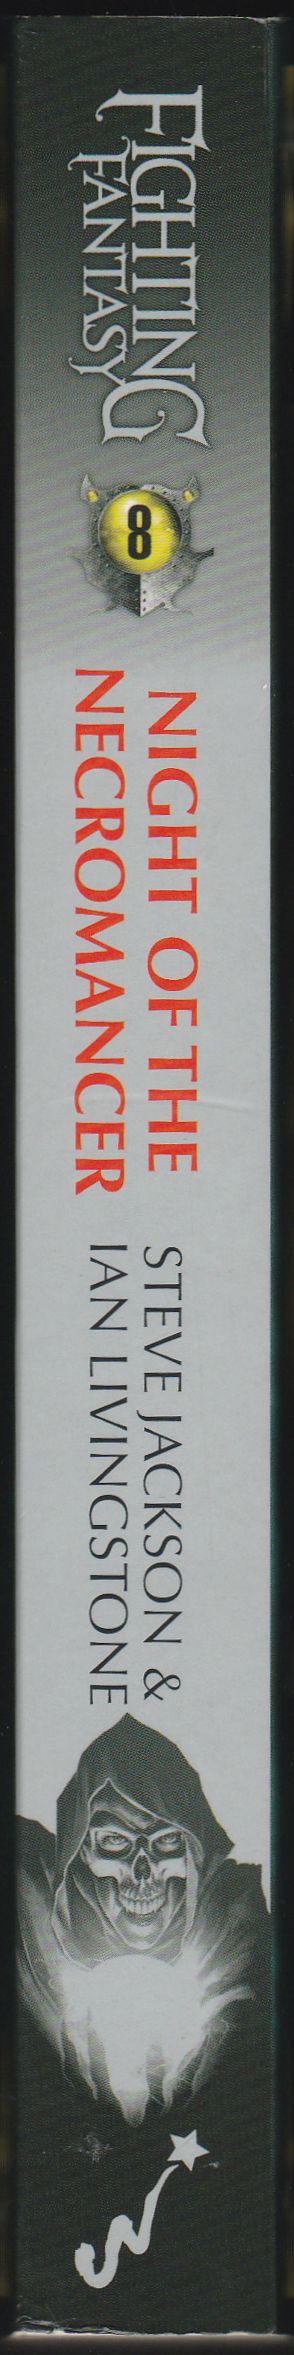 FIGHTING
FANTASY
8
NIGHT OF THE
NECROMANCER
STEVE JACKSON &
IAN LIVINGSTONE